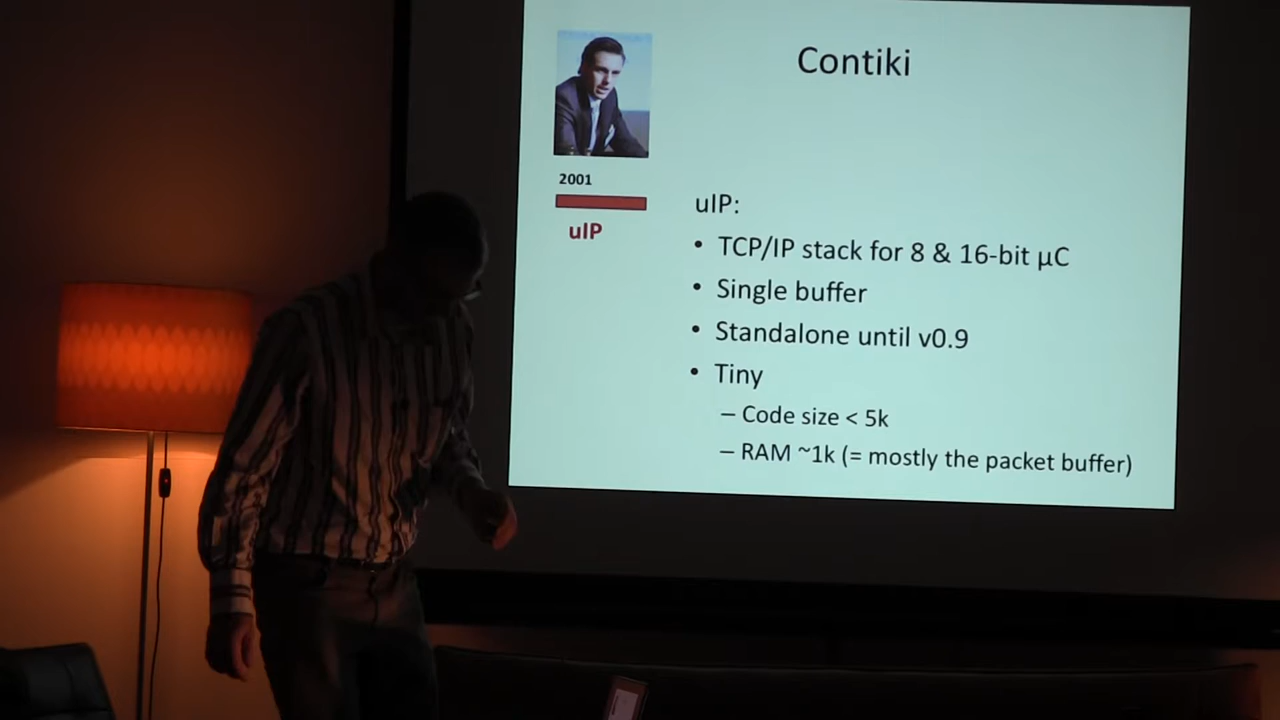 Contiki
2001
uIP
uIP:
• TCP/IP stack for 8 & 16-bit µC
• Single buffer
• Standalone until v0.9
• Tiny
– Code size < 5k
– RAM ~1k (= mostly the packet buffer)